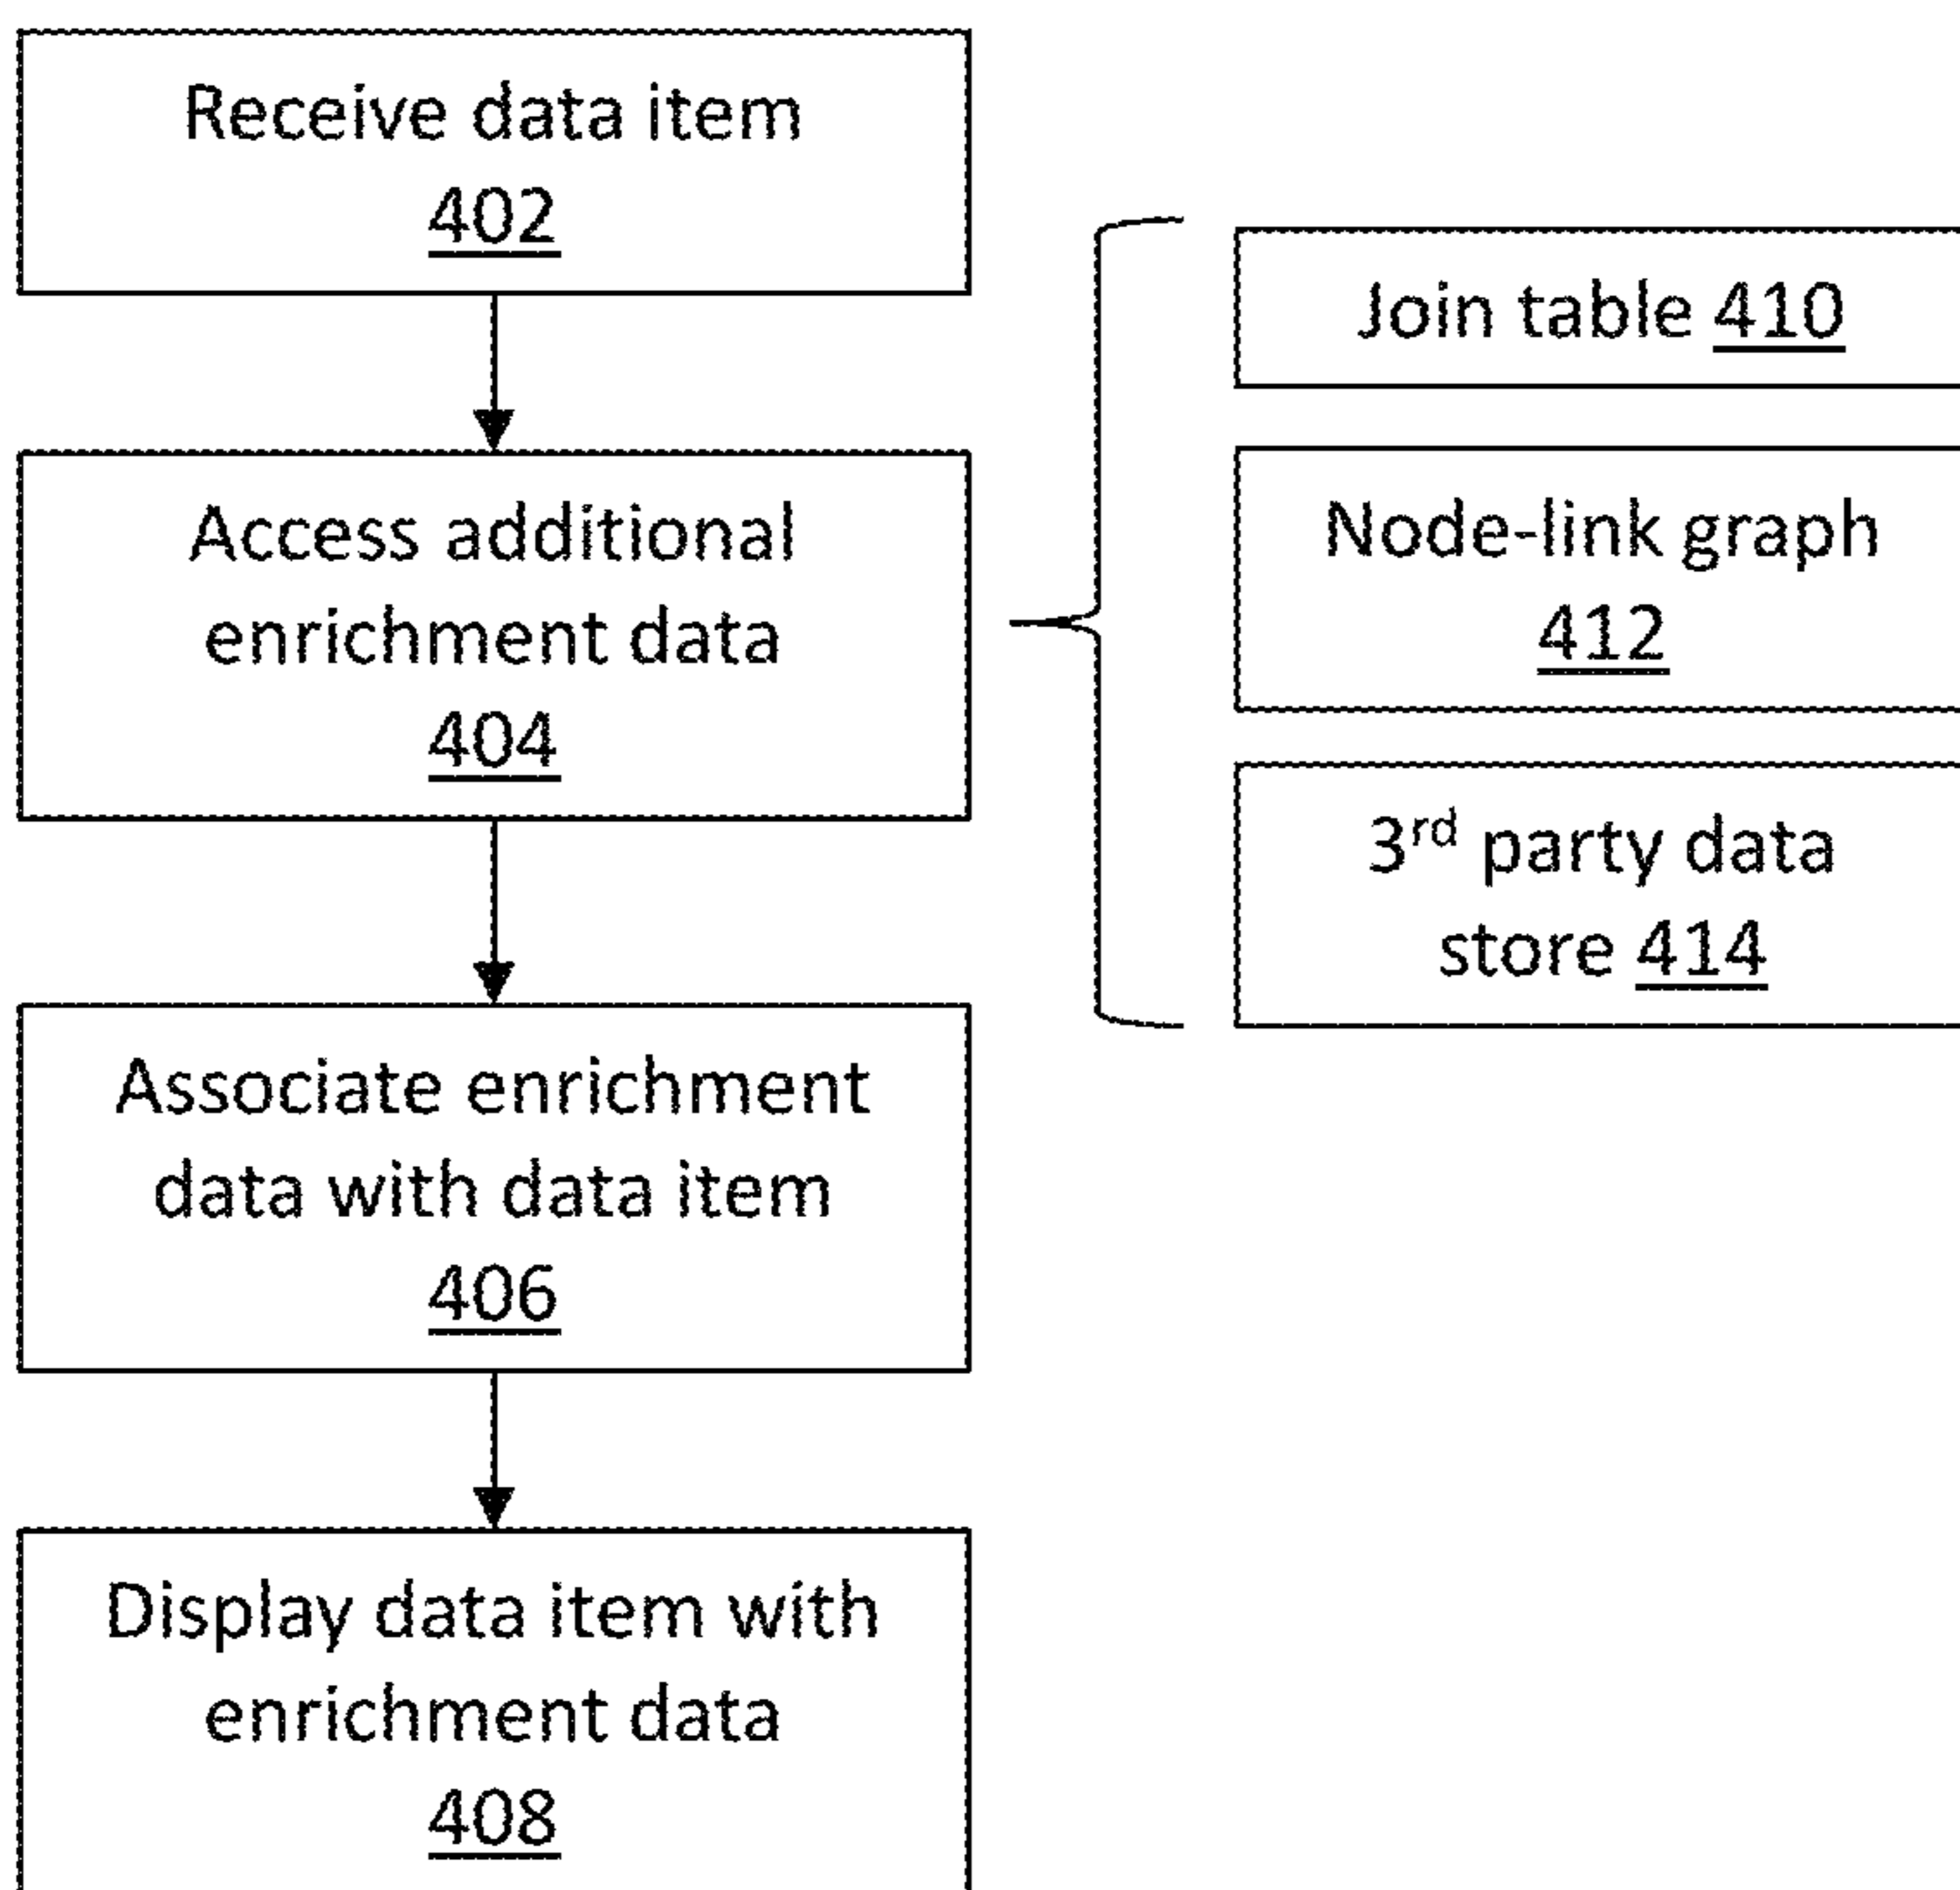 Receive data item
402
Access additional
enrichment data
404
Associate enrichment
data with data item
406
Display data item with
enrichment data
408
Join table 410
Node-link graph
412
3rd party data
store 414